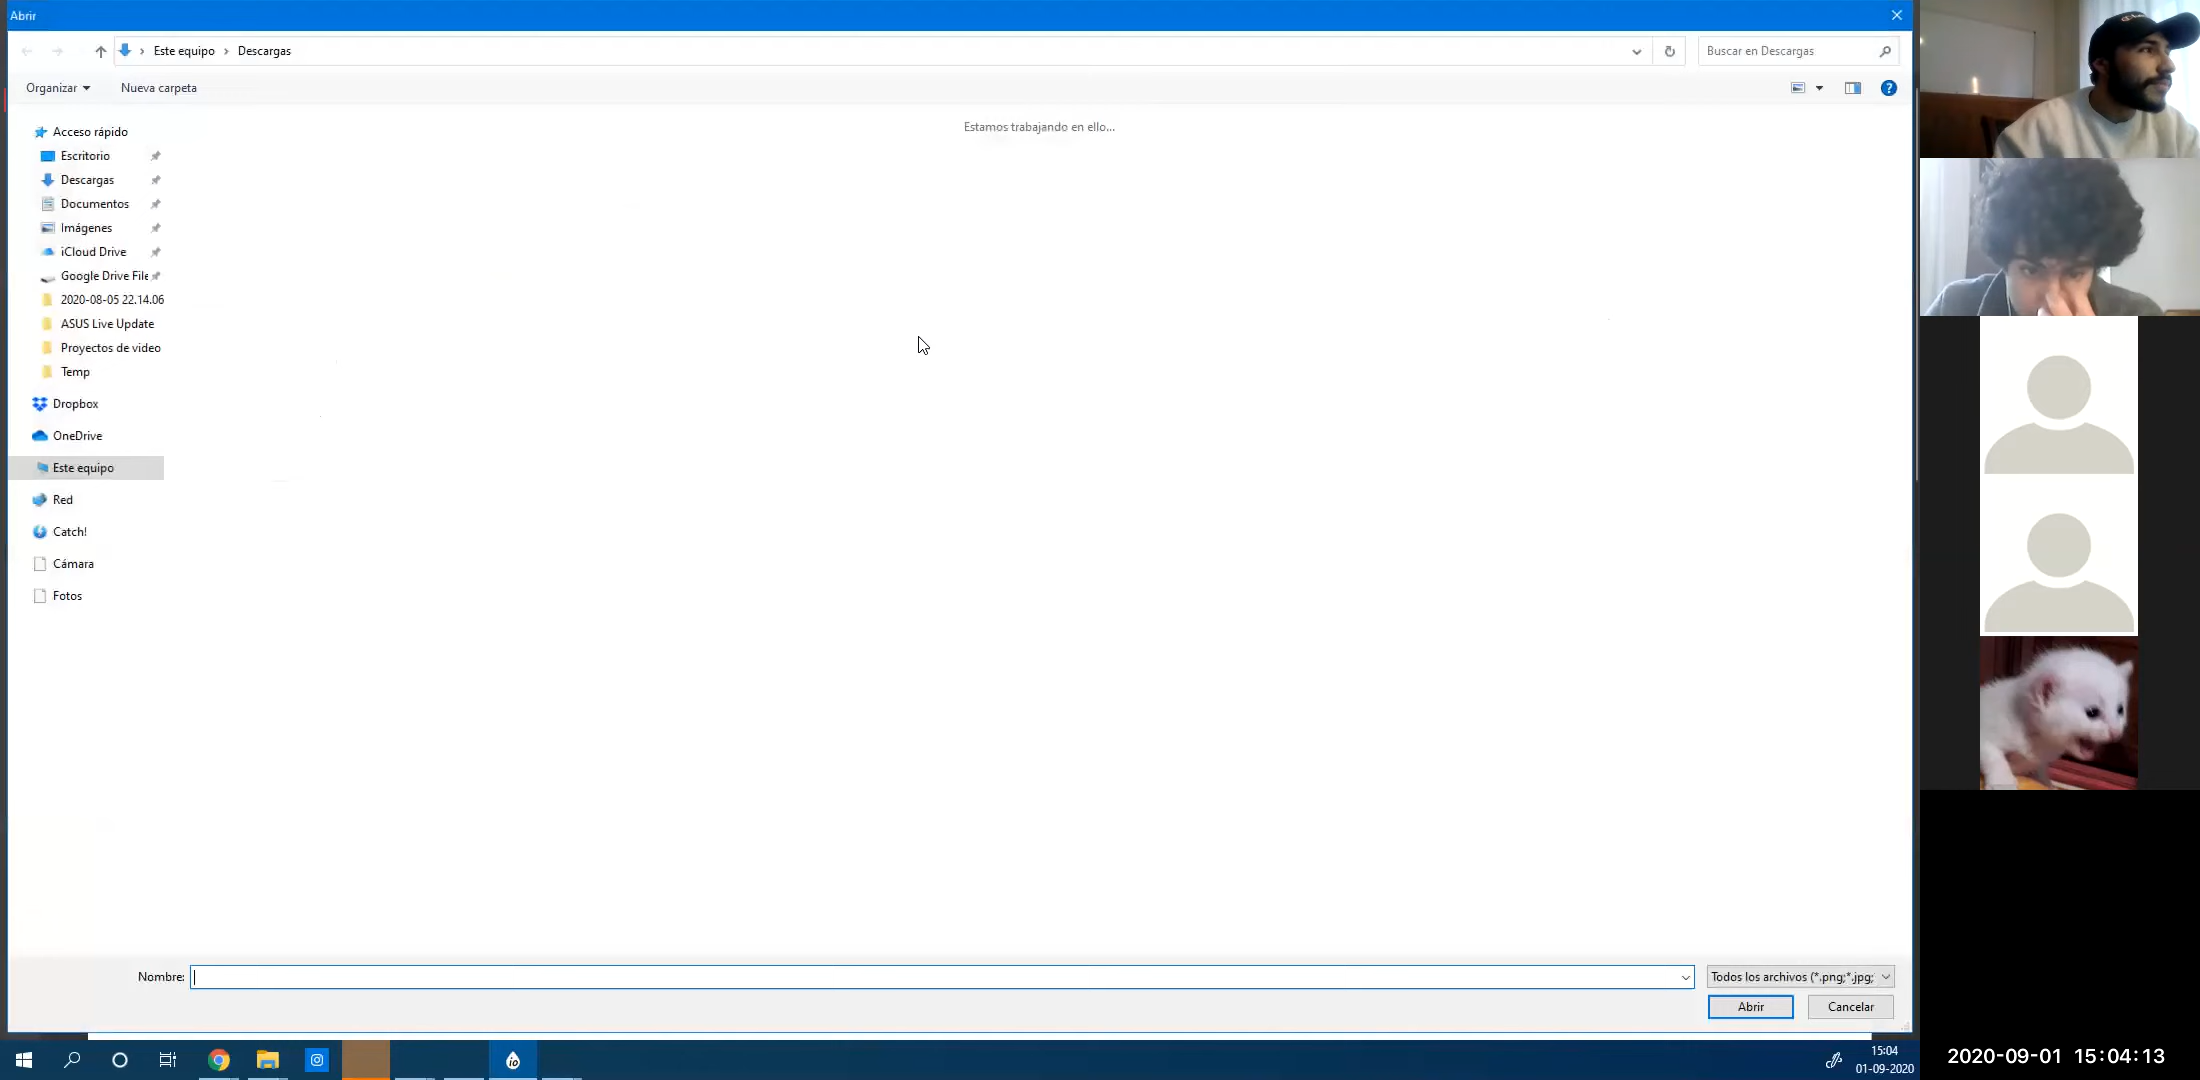 Abrir
Este equipo
Descargas
Buscar en Descargas
Organizar
Nueva carpeta
Estamos trabajando en ello...
Acceso rápido
Escritorio
Descargas
Documentos
Imágenes
iCloud Drive
Google Drive File
2020-08-05 22.14.06
ASUS Live Update
Proyectos de video
Temp
Dropbox
OneDrive
Este equipo
Red
Catch!
Cámara
Fotos
Nombre:
Todos los archivos (*.png;*.jpg;
Abrir
Cancelar
io
15:04
01-09-2020
2020-09-01 15:04:13